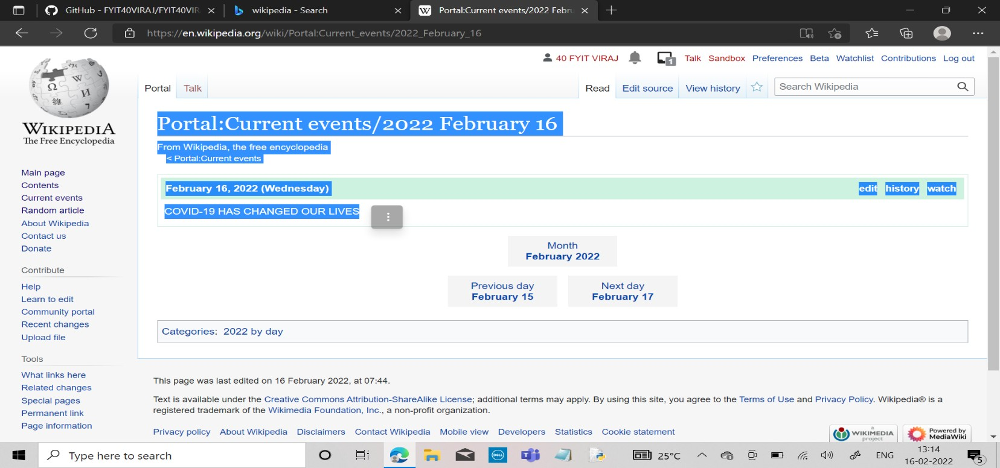 GitHub - FYIT40VIRAJ/FYIT40VIR
wikipedia - Search
Portal:Current events/2022 Febru
https://en.wikipedia.org/wiki/Portal:Current_events/2022_February_16
40 FYIT VIRAJ
1
Talk Sandbox Preferences Beta Watchlist Contributions Log out
Portal Talk
Read Edit source View history
Search Wikipedia
WIKIPEDIA
The Free Encyclopedia
Main page
Contents
Current events
Random article
About Wikipedia
Contact us
Donate
Contribute
Help
Learn to edit
Community portal
Recent changes
Upload file
Tools
What links here
Related changes
Special pages
Permanent link
Page information
Portal:Current events/2022 February 16
From Wikipedia, the free encyclopedia
< Portal:Current events
February 16, 2022 (Wednesday)
edit history watch
COVID-19 HAS CHANGED OUR LIVES
Month
February 2022
Previous day
February 15
Next day
February 17
Categories: 2022 by day
This page was last edited on 16 February 2022, at 07:44.
Text is available under the Creative Commons Attribution-ShareAlike License; additional terms may apply. By using this site, you agree to the Terms of Use and Privacy Policy. Wikipedia® is a
registered trademark of the Wikimedia Foundation, Inc., a non-profit organization.
Privacy policy About Wikipedia Disclaimers Contact Wikipedia Mobile view Developers Statistics Cookie statement
a
WIKIMEDIA
project
Powered by
MediaWiki
Type here to search
DELL
25°C
ENG
13:14
16-02-2022
5